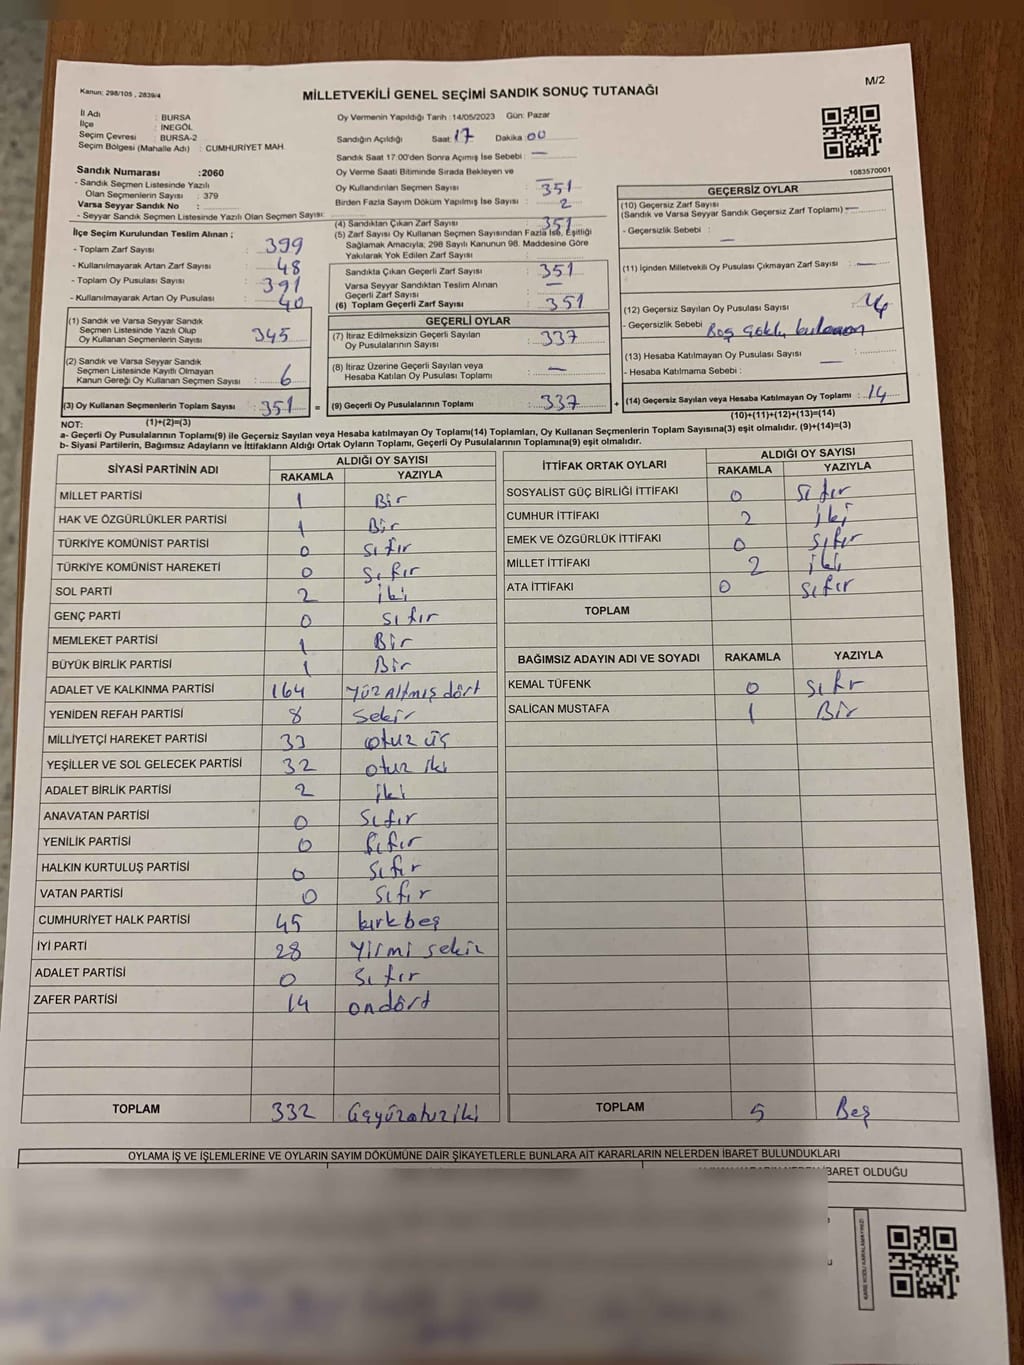 Kanun: 298/105 , 2839/4
M/2
MİLLETVEKİLİ GENEL SEÇİMİ SANDIK SONUÇ TUTANAĞI
İl Adı : BURSA
İlçe : İNEGÖL
Seçim Çevresi : BURSA-2
Seçim Bölgesi (Mahalle Adı) : CUMHURİYET MAH.
Sandık Numarası :2060
- Sandık Seçmen Listesinde Yazılı
Olan Seçmenlerin Sayısı : 379
Varsa Seyyar Sandık No :
- Seyyar Sandık Seçmen Listesinde Yazılı Olan Seçmen Sayısı:
Oy Vermenin Yapıldığı Tarih :14/05/2023 Gün: Pazar
Sandığın Açıldığı Saat: 17 Dakika 00
Sandık Saat 17:00'den Sonra Açımış İse Sebebi : —
Oy Verme Saati Bitiminde Sırada Bekleyen ve —
Oy Kullandırılan Seçmen Sayısı : 351
Birden Fazla Sayım Döküm Yapılmış İse Sayısı : 2
1083570001
İlçe Seçim Kurulundan Teslim Alınan ;
- Toplam Zarf Sayısı 399
- Kullanılmayarak Artan Zarf Sayısı 48
- Toplam Oy Pusulası Sayısı 391
- Kullanılmayarak Artan Oy Pusulası 40
(1) Sandık ve Varsa Seyyar Sandık
Seçmen Listesinde Yazılı Olup
Oy Kullanan Seçmenlerin Sayısı 345
(2) Sandık ve Varsa Seyyar Sandık
Seçmen Listesinde Kayıtlı Olmayan
Kanun Gereği Oy Kullanan Seçmen Sayısı : 6
(3) Oy Kullanan Seçmenlerin Toplam Sayısı : 351 =
(1)+(2)=(3)
(4) Sandıktan Çıkan Zarf Sayısı : 351
(5) Zarf Sayısı Oy Kullanan Seçmen Sayısından Fazla İse, Eşitliği
Sağlamak Amacıyla, 298 Sayılı Kanunun 98. Maddesine Göre
Yakılarak Yok Edilen Zarf Sayısı :
Sandıkta Çıkan Geçerli Zarf Sayısı : 351
Varsa Seyyar Sandıktan Teslim Alınan
Geçerli Zarf Sayısı : —
(6) Toplam Geçerli Zarf Sayısı : 351
GEÇERLİ OYLAR
(7) İtiraz Edilmeksizin Geçerli Sayılan
Oy Pusulalarının Sayısı : 337
(8) İtiraz Üzerine Geçerli Sayılan veya
Hesaba Katılan Oy Pusulası Toplamı : —
(9) Geçerli Oy Pusulalarının Toplamı : 337 +
GEÇERSİZ OYLAR
(10) Geçersiz Zarf Sayısı
(Sandık ve Varsa Seyyar Sandık Geçersiz Zarf Toplamı) : —
- Geçersizlik Sebebi : —
(11) İçinden Milletvekili Oy Pusulası Çıkmayan Zarf Sayısı : —
(12) Geçersiz Sayılan Oy Pusulası Sayısı
- Geçersizlik Sebebi : Boş
(13) Hesaba Katılmayan Oy Pusulası Sayısı :
- Hesaba Katılmama Sebebi : —
(14) Geçersiz Sayılan veya Hesaba Katılmayan Oy Toplamı : 14
(10)+(11)+(12)+(13)=(14)
NOT:
a- Geçerli Oy Pusulalarının Toplamı(9) ile Geçersiz Sayılan veya Hesaba katılmayan Oy Toplamı(14) Toplamları, Oy Kullanan Seçmenlerin Toplam Sayısına(3) eşit olmalıdır. (9)+(14)=(3)
b- Siyasi Partilerin, Bağımsız Adayların ve İttifakların Aldığı Ortak Oyların Toplamı, Geçerli Oy Pusulalarının Toplamına(9) eşit olmalıdır.
SİYASİ PARTİNİN ADI ALDIĞI OY SAYISI
RAKAMLA YAZIYLA
MİLLET PARTİSİ 1 Bir
HAK VE ÖZGÜRLÜKLER PARTİSİ 1 Bir
TÜRKİYE KOMÜNİST PARTİSİ 0 sıfır
TÜRKİYE KOMÜNİST HAREKETİ 0 sıfır
SOL PARTİ 2 iki
GENÇ PARTİ 0 sıfır
MEMLEKET PARTİSİ 1 Bir
BÜYÜK BİRLİK PARTİSİ 1 Bir
ADALET VE KALKINMA PARTİSİ 164 Yüz Altmış dört
YENİDEN REFAH PARTİSİ 8 Sekiz
MİLLİYETÇİ HAREKET PARTİSİ 33 otuz üç
YEŞİLLER VE SOL GELECEK PARTİSİ 32 otuz iki
ADALET BİRLİK PARTİSİ 2 iki
ANAVATAN PARTİSİ 0 Sıfır
YENİLİK PARTİSİ 0 Sıfır
HALKIN KURTULUŞ PARTİSİ 0 Sıfır
VATAN PARTİSİ 0 Sıfır
CUMHURİYET HALK PARTİSİ 45 kırkbeş
İYİ PARTİ 28 Yirmi sekiz
ADALET PARTİSİ 0 Sıfır
ZAFER PARTİSİ 14 ondört
TOPLAM 332 Üçyüzotuziki
İTTİFAK ORTAK OYLARI ALDIĞI OY SAYISI
RAKAMLA YAZIYLA
SOSYALİST GÜÇ BİRLİĞİ İTTİFAKI 0 Sıfır
CUMHUR İTTİFAKI 2 iki
EMEK VE ÖZGÜRLÜK İTTİFAKI 0 Sıfır
MİLLET İTTİFAKI 2 iki
ATA İTTİFAKI 0 Sıfır
TOPLAM
BAĞIMSIZ ADAYIN ADI VE SOYADI RAKAMLA YAZIYLA
KEMAL TÜFENK 0 Sıfır
SALİCAN MUSTAFA 1 Bir
TOPLAM 5 Beş
OYLAMA İŞ VE İŞLEMLERİNE VE OYLARIN SAYIM DÖKÜMÜNE DAİR ŞİKAYETLERLE BUNLARA AİT KARARLARIN NELERDEN İBARET BULUNDUKLARI
İBARET OLDUĞU
KARE KODU KARALAMAYINIZ!